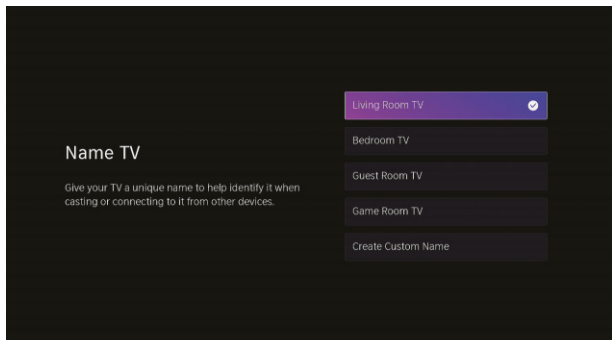 Name TV
Give your TV a unique name to help identify it when
casting or connecting to it from other devices.
Living Room TV
Bedroom TV
Guest Room TV
Game Room TV
Create Custom Name